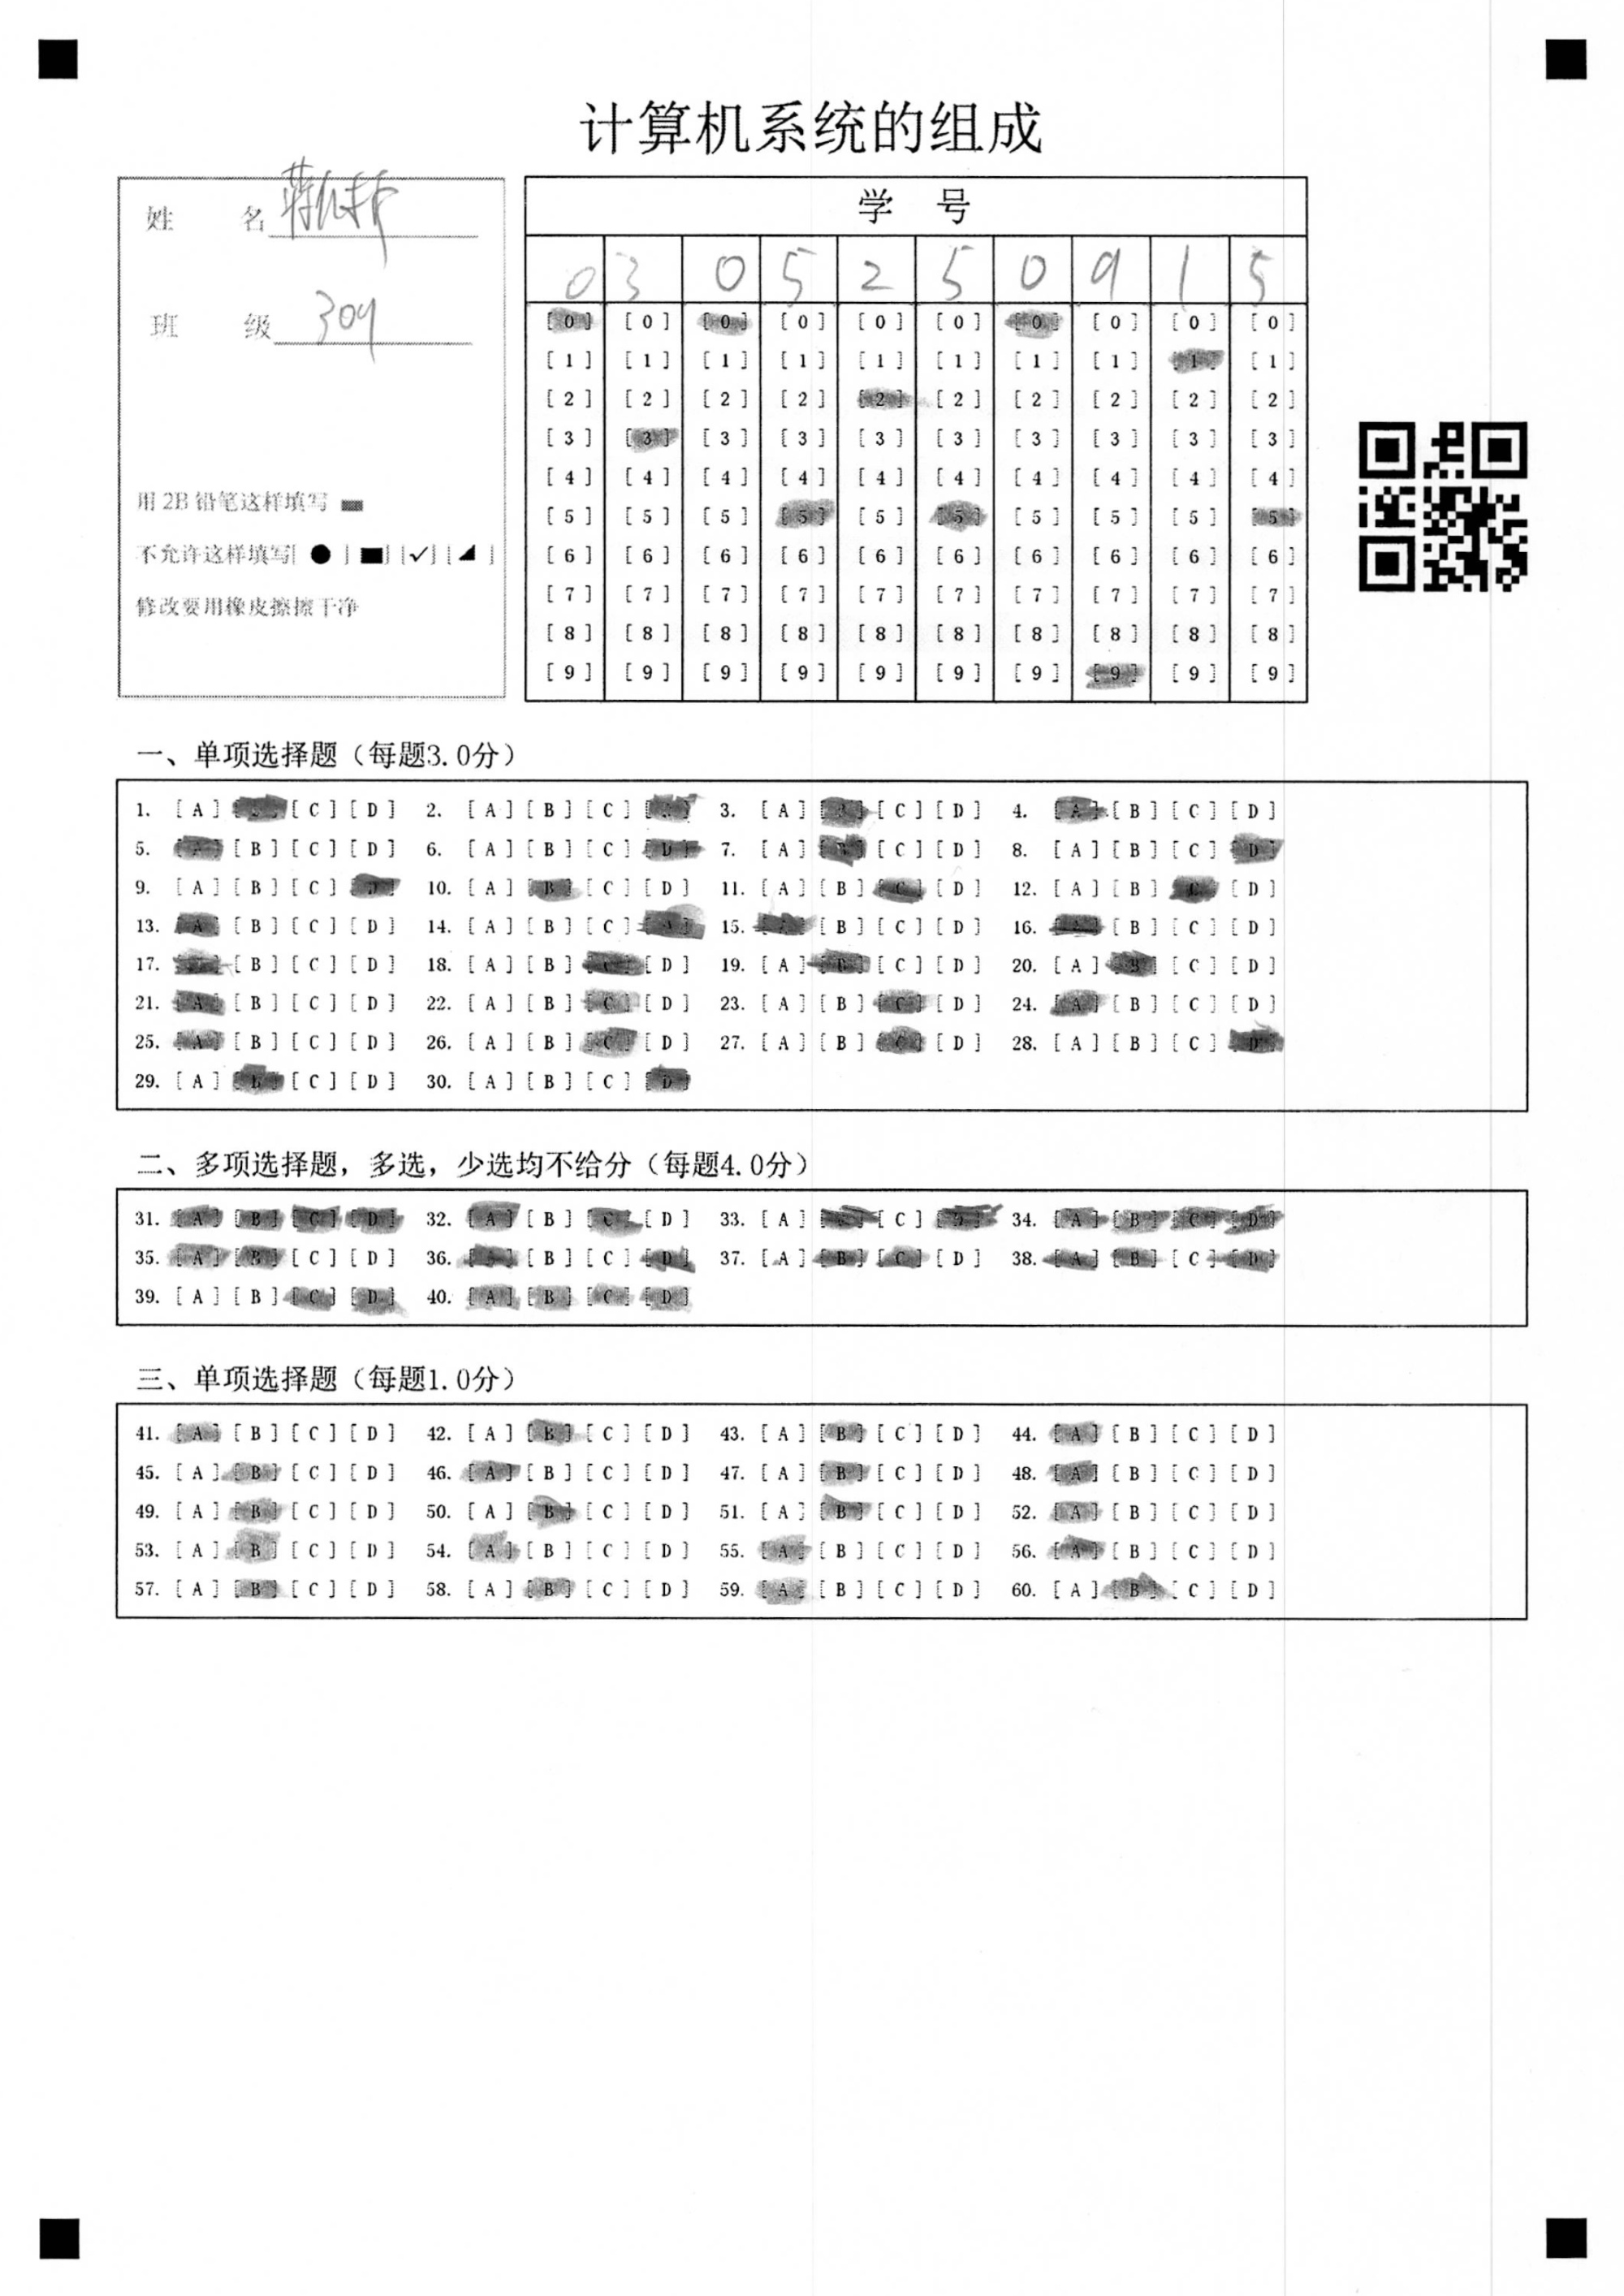 计算机系统的组成
姓 名
班 级 309
用2B铅笔这样填写
不允许这样填写[ ● ] [■] [✓] [◢ ]
修改要用橡皮擦擦干净
学 号
0 3 0 5 2 5 0 9 1 5
[0] [0] [0] [0] [0] [0] [0] [0] [0] [0]
[1] [1] [1] [1] [1] [1] [1] [1] [1] [1]
[2] [2] [2] [2] [2] [2] [2] [2] [2] [2]
[3] [3] [3] [3] [3] [3] [3] [3] [3] [3]
[4] [4] [4] [4] [4] [4] [4] [4] [4] [4]
[5] [5] [5] [5] [5] [5] [5] [5] [5] [5]
[6] [6] [6] [6] [6] [6] [6] [6] [6] [6]
[7] [7] [7] [7] [7] [7] [7] [7] [7] [7]
[8] [8] [8] [8] [8] [8] [8] [8] [8] [8]
[9] [9] [9] [9] [9] [9] [9] [9] [9] [9]
一、单项选择题（每题3.0分）
1. [A] [B] [C] [D] 2. [A] [B] [C] [D] 3. [A] [B] [C] [D] 4. [A] [B] [C] [D]
5. [A] [B] [C] [D] 6. [A] [B] [C] [D] 7. [A] [B] [C] [D] 8. [A] [B] [C] [D]
9. [A] [B] [C] [D] 10. [A] [B] [C] [D] 11. [A] [B] [C] [D] 12. [A] [B] [C] [D]
13. [A] [B] [C] [D] 14. [A] [B] [C] [D] 15. [A] [B] [C] [D] 16. [A] [B] [C] [D]
17. [A] [B] [C] [D] 18. [A] [B] [C] [D] 19. [A] [B] [C] [D] 20. [A] [B] [C] [D]
21. [A] [B] [C] [D] 22. [A] [B] [C] [D] 23. [A] [B] [C] [D] 24. [A] [B] [C] [D]
25. [A] [B] [C] [D] 26. [A] [B] [C] [D] 27. [A] [B] [C] [D] 28. [A] [B] [C] [D]
29. [A] [B] [C] [D] 30. [A] [B] [C] [D]
二、多项选择题，多选，少选均不给分（每题4.0分）
31. [A] [B] [C] [D] 32. [A] [B] [C] [D] 33. [A] [B] [C] [D] 34. [A] [B] [C] [D]
35. [A] [B] [C] [D] 36. [A] [B] [C] [D] 37. [A] [B] [C] [D] 38. [A] [B] [C] [D]
39. [A] [B] [C] [D] 40. [A] [B] [C] [D]
三、单项选择题（每题1.0分）
41. [A] [B] [C] [D] 42. [A] [B] [C] [D] 43. [A] [B] [C] [D] 44. [A] [B] [C] [D]
45. [A] [B] [C] [D] 46. [A] [B] [C] [D] 47. [A] [B] [C] [D] 48. [A] [B] [C] [D]
49. [A] [B] [C] [D] 50. [A] [B] [C] [D] 51. [A] [B] [C] [D] 52. [A] [B] [C] [D]
53. [A] [B] [C] [D] 54. [A] [B] [C] [D] 55. [A] [B] [C] [D] 56. [A] [B] [C] [D]
57. [A] [B] [C] [D] 58. [A] [B] [C] [D] 59. [A] [B] [C] [D] 60. [A] [B] [C] [D]